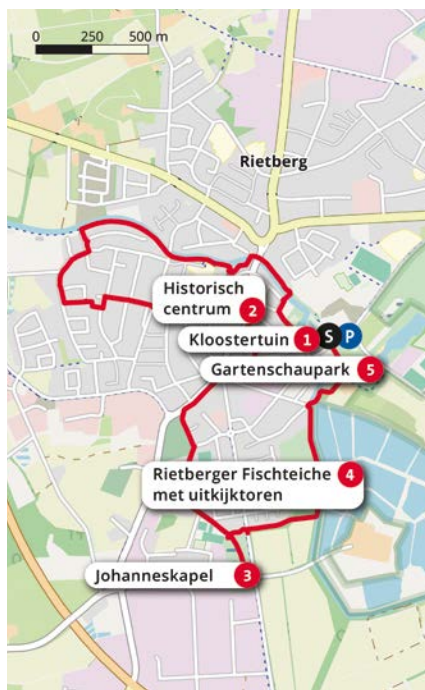 0 250 500 m
Rietberg
Historisch
centrum 2
Kloostertuin 1 S P
Gartenschaupark 5
Rietberger Fischteiche 4
met uitkijktoren
Johanneskapel 3